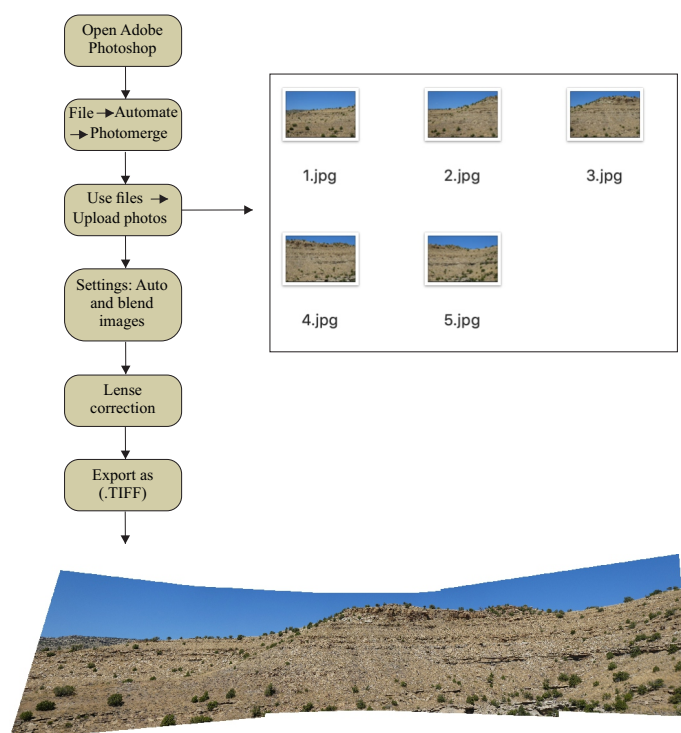 Open Adobe
Photoshop
File → Automate
→ Photomerge
Use files →
Upload photos
Settings: Auto
and blend
images
Lense
correction
Export as
(.TIFF)
1.jpg
2.jpg
3.jpg
4.jpg
5.jpg